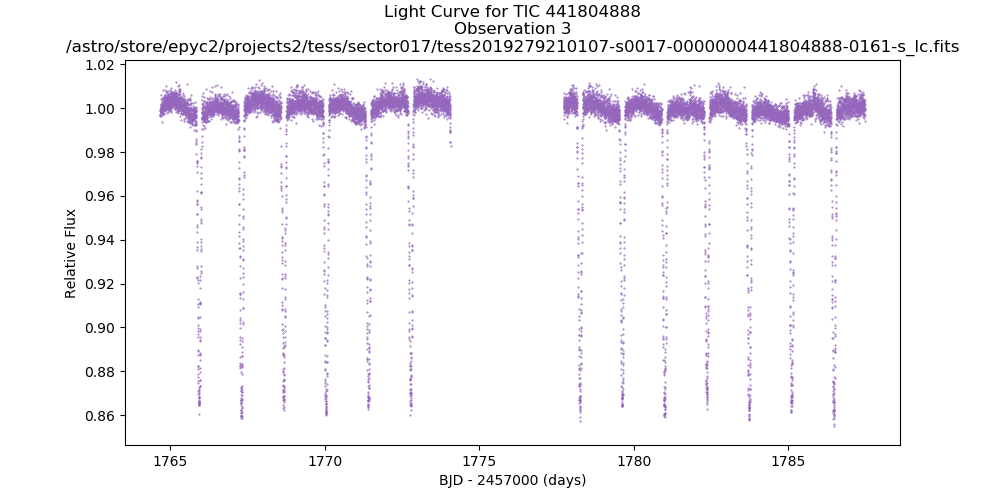 Light Curve for TIC 441804888
Observation 3
/astro/store/epyc2/projects2/tess/sector017/tess2019279210107-s0017-0000000441804888-0161-s_lc.fits
1.02
1.00
0.98
0.96
0.94
0.92
0.90
0.88
0.86
Relative Flux
1765
1770
1775
1780
1785
BJD - 2457000 (days)